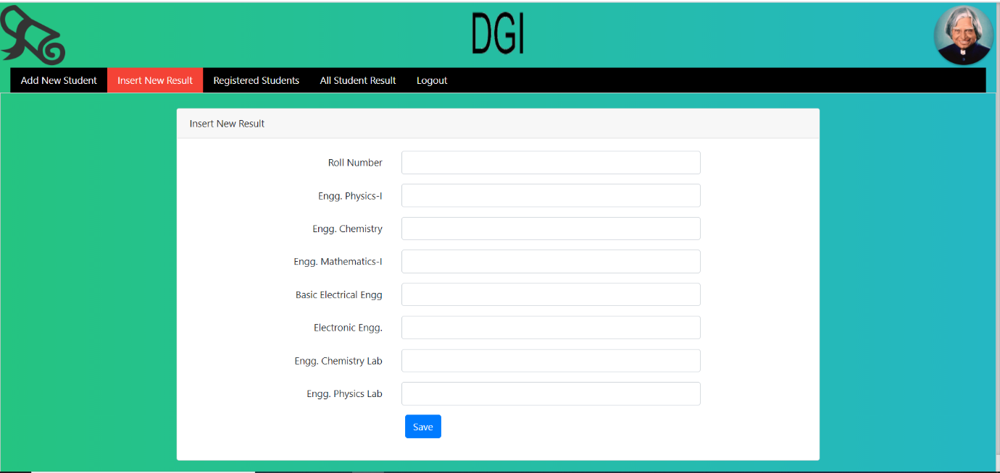 DGI
Add New Student Insert New Result Registered Students All Student Result Logout
Insert New Result
Roll Number
Engg. Physics-I
Engg. Chemistry
Engg. Mathematics-I
Basic Electrical Engg
Electronic Engg.
Engg. Chemistry Lab
Engg. Physics Lab
Save